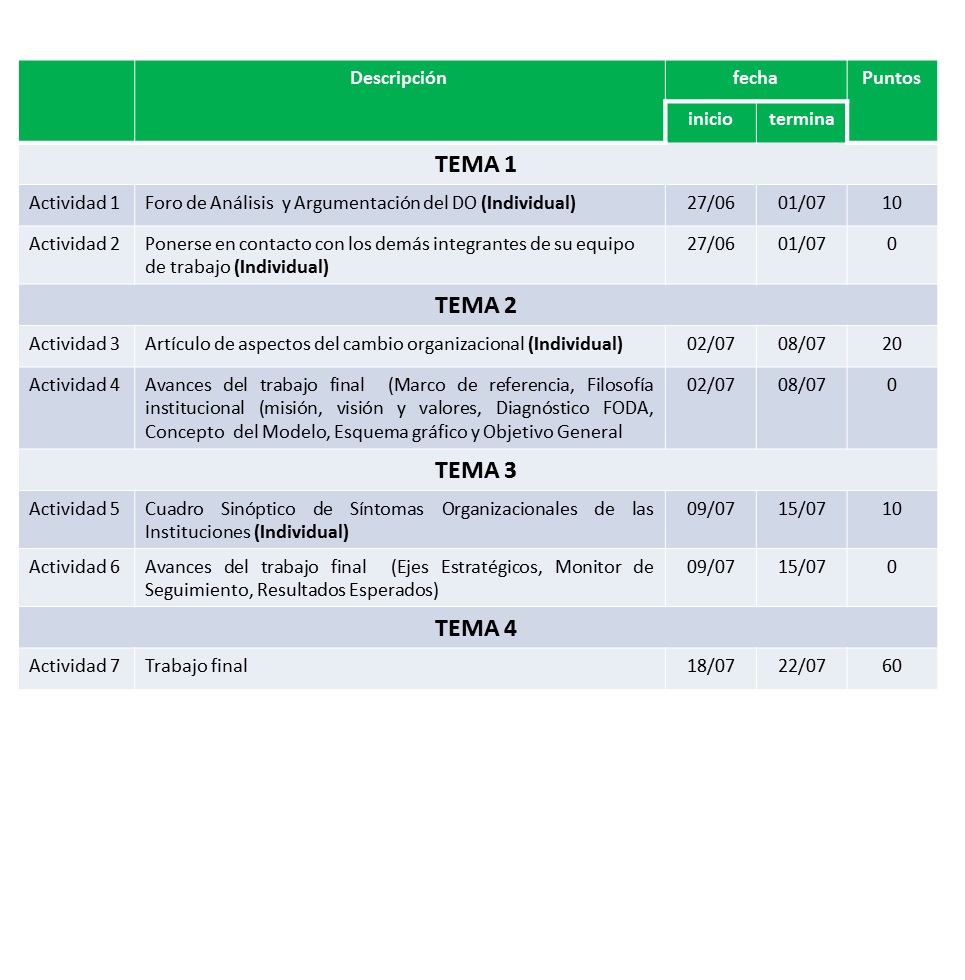 Descripción fecha Puntos
inicio termina
TEMA 1
Actividad 1 Foro de Análisis y Argumentación del DO (Individual) 27/06 01/07 10
Actividad 2 Ponerse en contacto con los demás integrantes de su equipo 27/06 01/07 0
de trabajo (Individual)
TEMA 2
Actividad 3 Artículo de aspectos del cambio organizacional (Individual) 02/07 08/07 20
Actividad 4 Avances del trabajo final (Marco de referencia, Filosofía 02/07 08/07 0
institucional (misión, visión y valores, Diagnóstico FODA,
Concepto del Modelo, Esquema gráfico y Objetivo General
TEMA 3
Actividad 5 Cuadro Sinóptico de Síntomas Organizacionales de las 09/07 15/07 10
Instituciones (Individual)
Actividad 6 Avances del trabajo final (Ejes Estratégicos, Monitor de 09/07 15/07 0
Seguimiento, Resultados Esperados)
TEMA 4
Actividad 7 Trabajo final 18/07 22/07 60